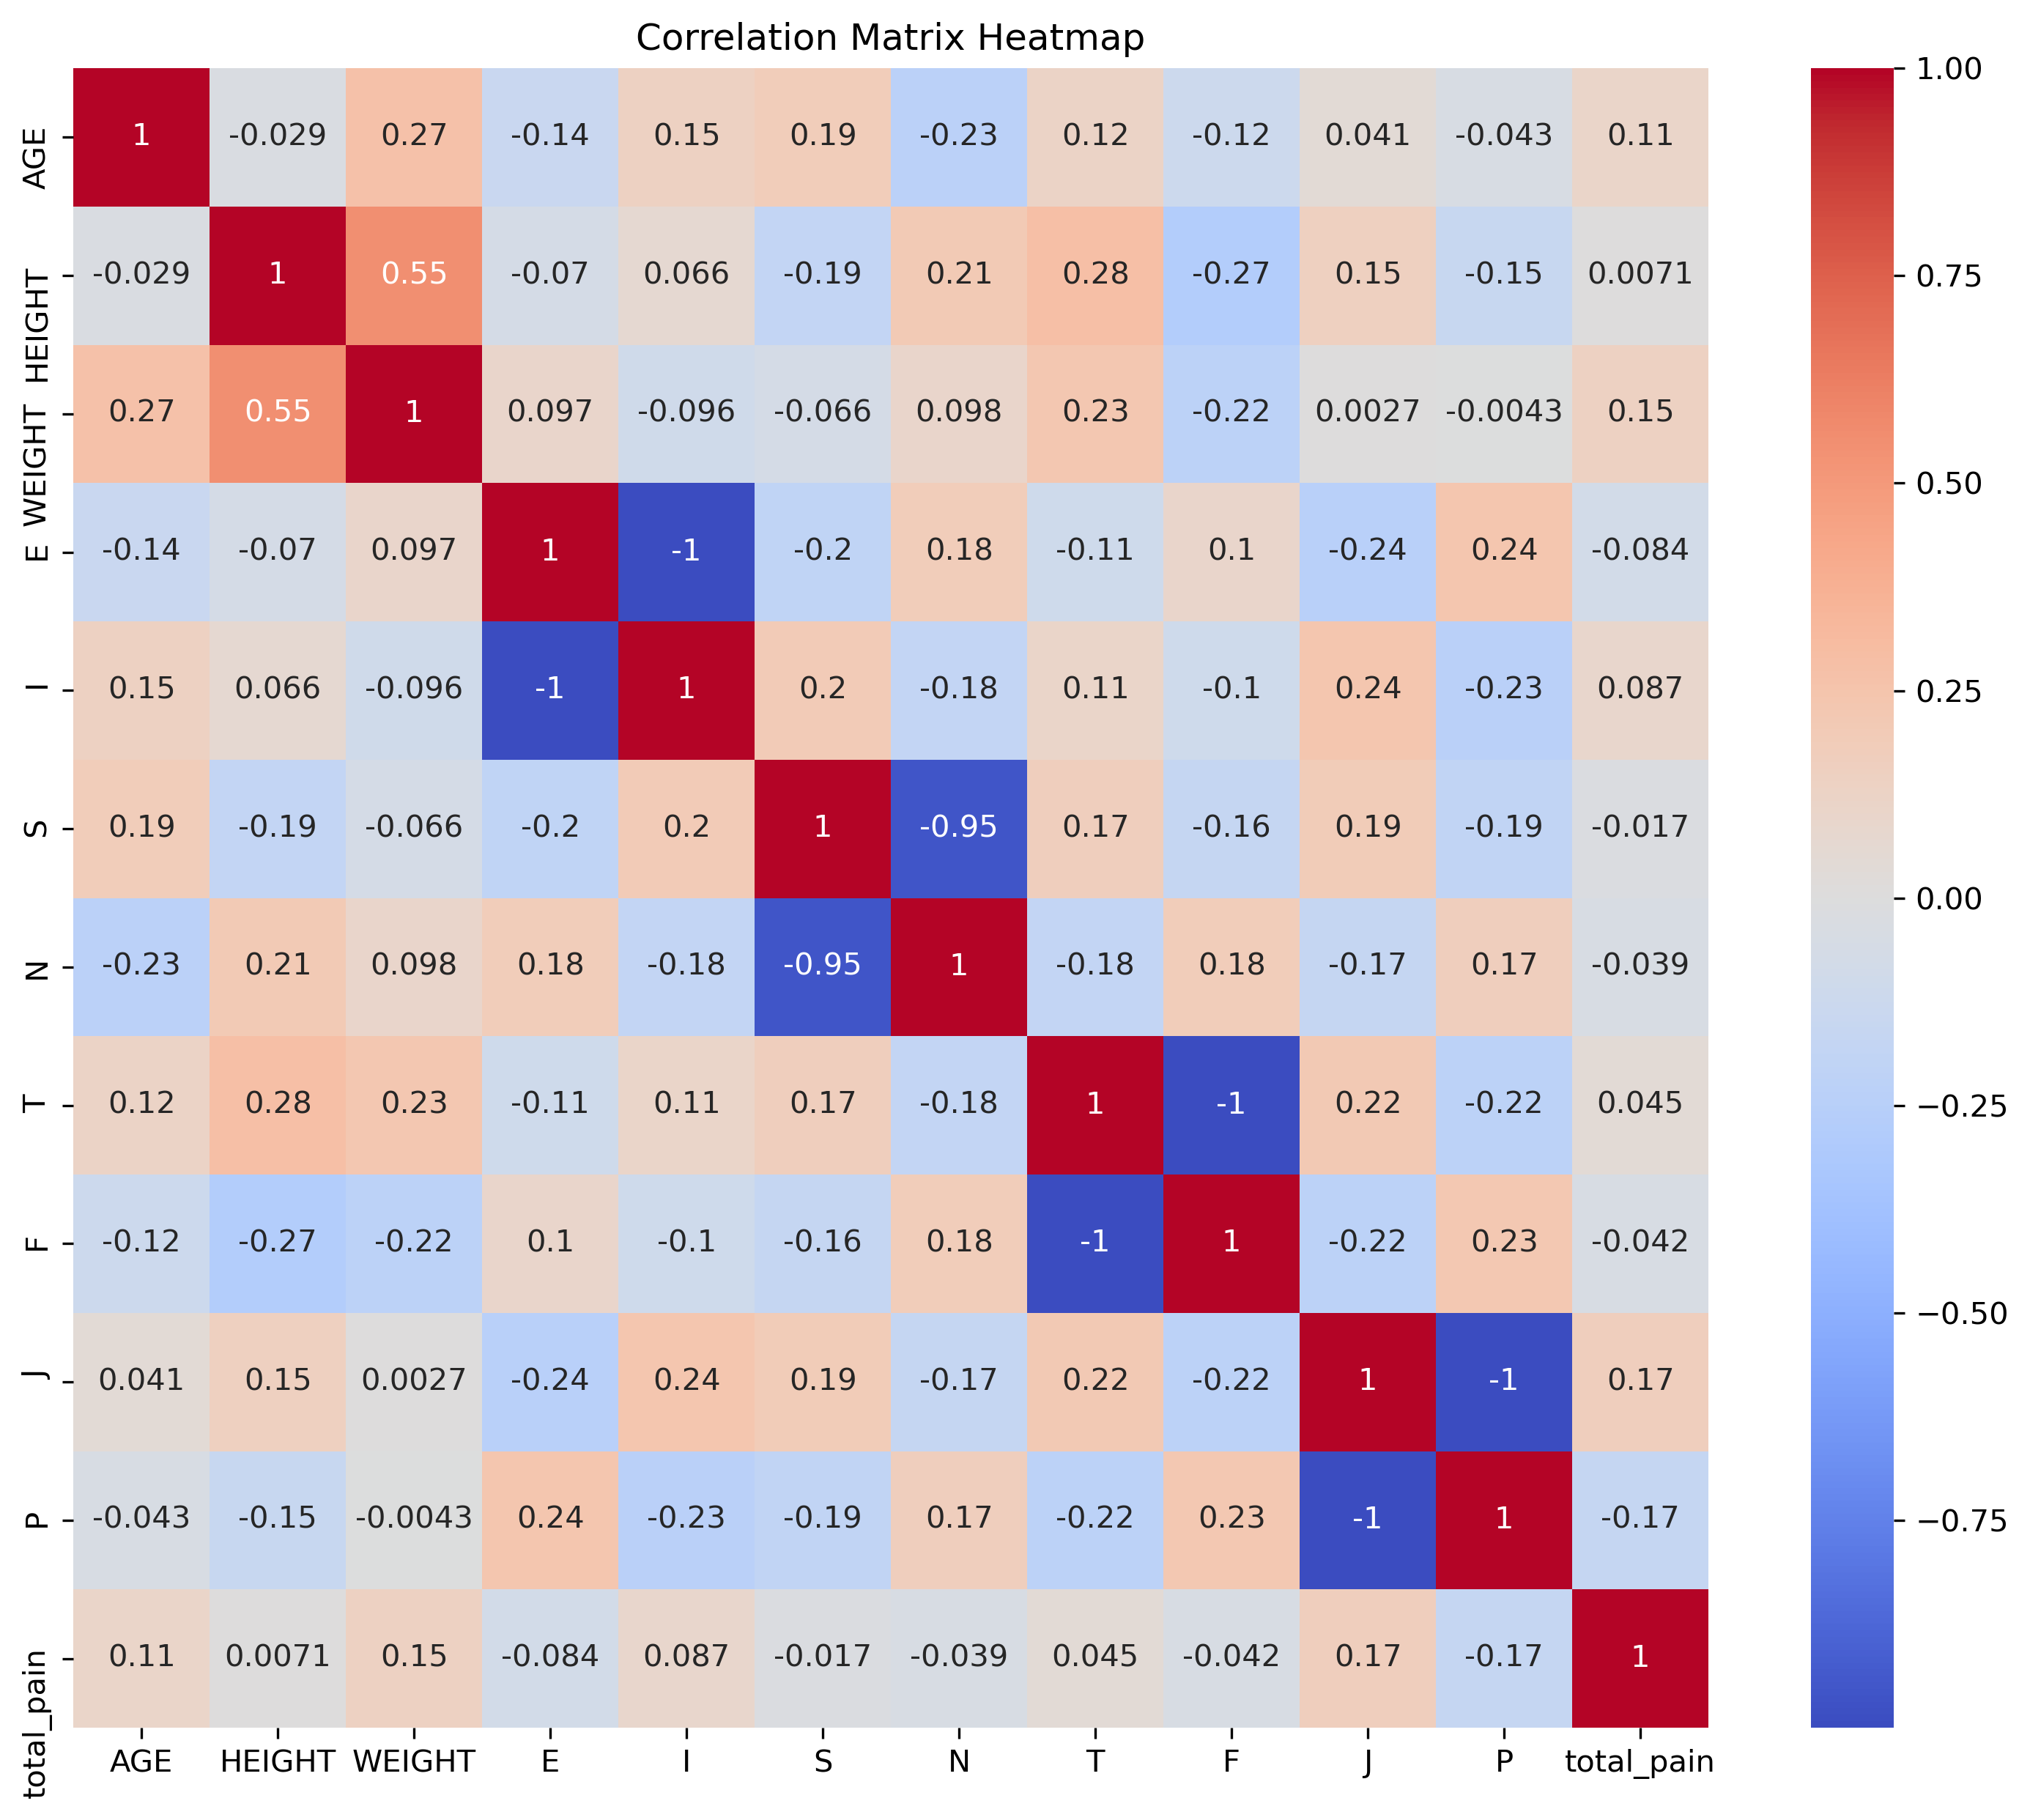 Correlation Matrix Heatmap
AGE 1 -0.029 0.27 -0.14 0.15 0.19 -0.23 0.12 -0.12 0.041 -0.043 0.11
HEIGHT -0.029 1 0.55 -0.07 0.066 -0.19 0.21 0.28 -0.27 0.15 -0.15 0.0071
WEIGHT 0.27 0.55 1 0.097 -0.096 -0.066 0.098 0.23 -0.22 0.0027 -0.0043 0.15
E -0.14 -0.07 0.097 1 -1 -0.2 0.18 -0.11 0.1 -0.24 0.24 -0.084
I 0.15 0.066 -0.096 -1 1 0.2 -0.18 0.11 -0.1 0.24 -0.23 0.087
S 0.19 -0.19 -0.066 -0.2 0.2 1 -0.95 0.17 -0.16 0.19 -0.19 -0.017
N -0.23 0.21 0.098 0.18 -0.18 -0.95 1 -0.18 0.18 -0.17 0.17 -0.039
T 0.12 0.28 0.23 -0.11 0.11 0.17 -0.18 1 -1 0.22 -0.22 0.045
F -0.12 -0.27 -0.22 0.1 -0.1 -0.16 0.18 -1 1 -0.22 0.23 -0.042
J 0.041 0.15 0.0027 -0.24 0.24 0.19 -0.17 0.22 -0.22 1 -1 0.17
P -0.043 -0.15 -0.0043 0.24 -0.23 -0.19 0.17 -0.22 0.23 -1 1 -0.17
total_pain 0.11 0.0071 0.15 -0.084 0.087 -0.017 -0.039 0.045 -0.042 0.17 -0.17 1
AGE HEIGHT WEIGHT E I S N T F J P total_pain
1.00
0.75
0.50
0.25
0.00
−0.25
−0.50
−0.75